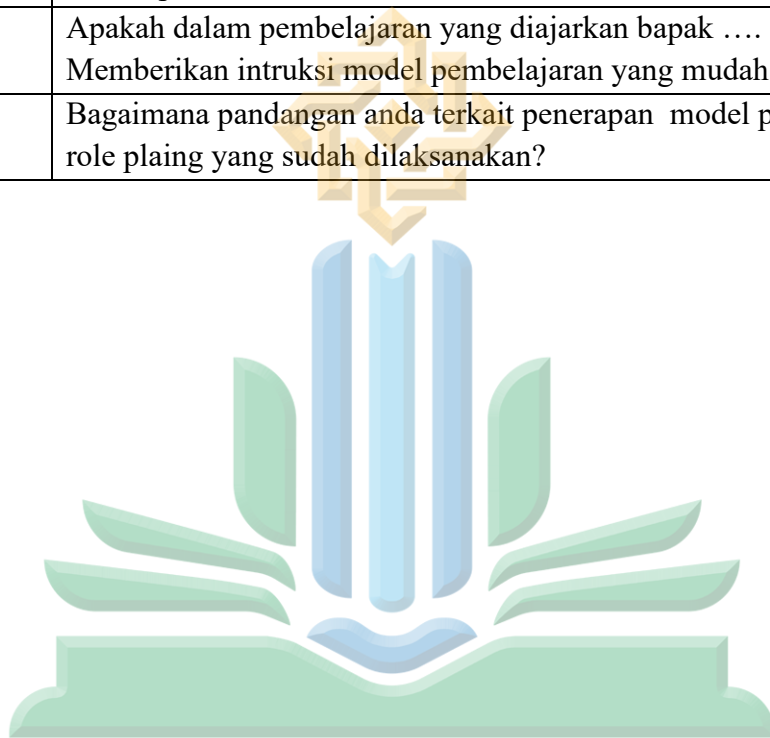 Apakah dalam pembelajaran yang diajarkan bapak ….
Memberikan intruksi model pembelajaran yang mudah
Bagaimana pandangan anda terkait penerapan model
role plaing yang sudah dilaksanakan?